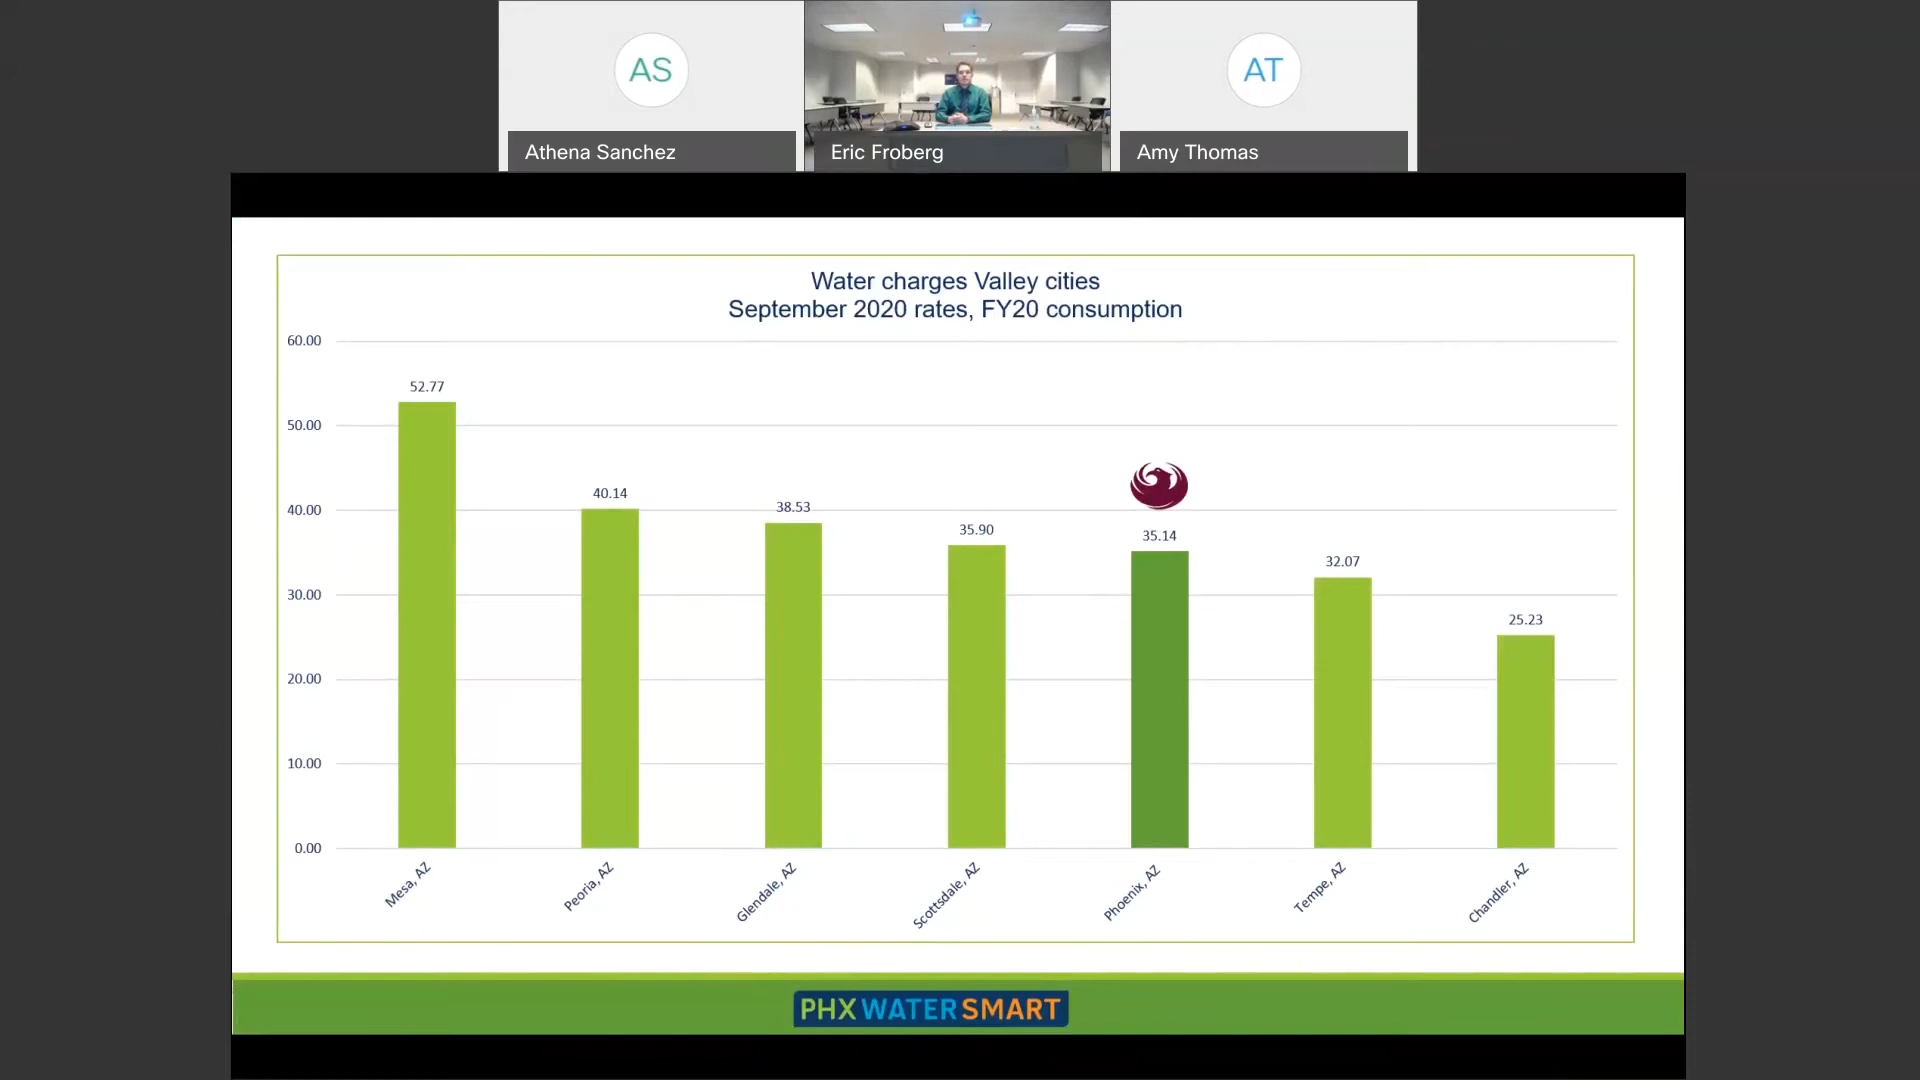 AS
AT
Athena Sanchez
Eric Froberg
Amy Thomas
Water charges Valley cities
September 2020 rates, FY20 consumption
60.00
50.00
40.00
30.00
20.00
10.00
0.00
52.77
40.14
38.53
35.90
35.14
32.07
25.23
Mesa, AZ
Peoria, AZ
Glendale, AZ
Scottsdale, AZ
Phoenix, AZ
Tempe, AZ
Chandler, AZ
PHX WATER SMART